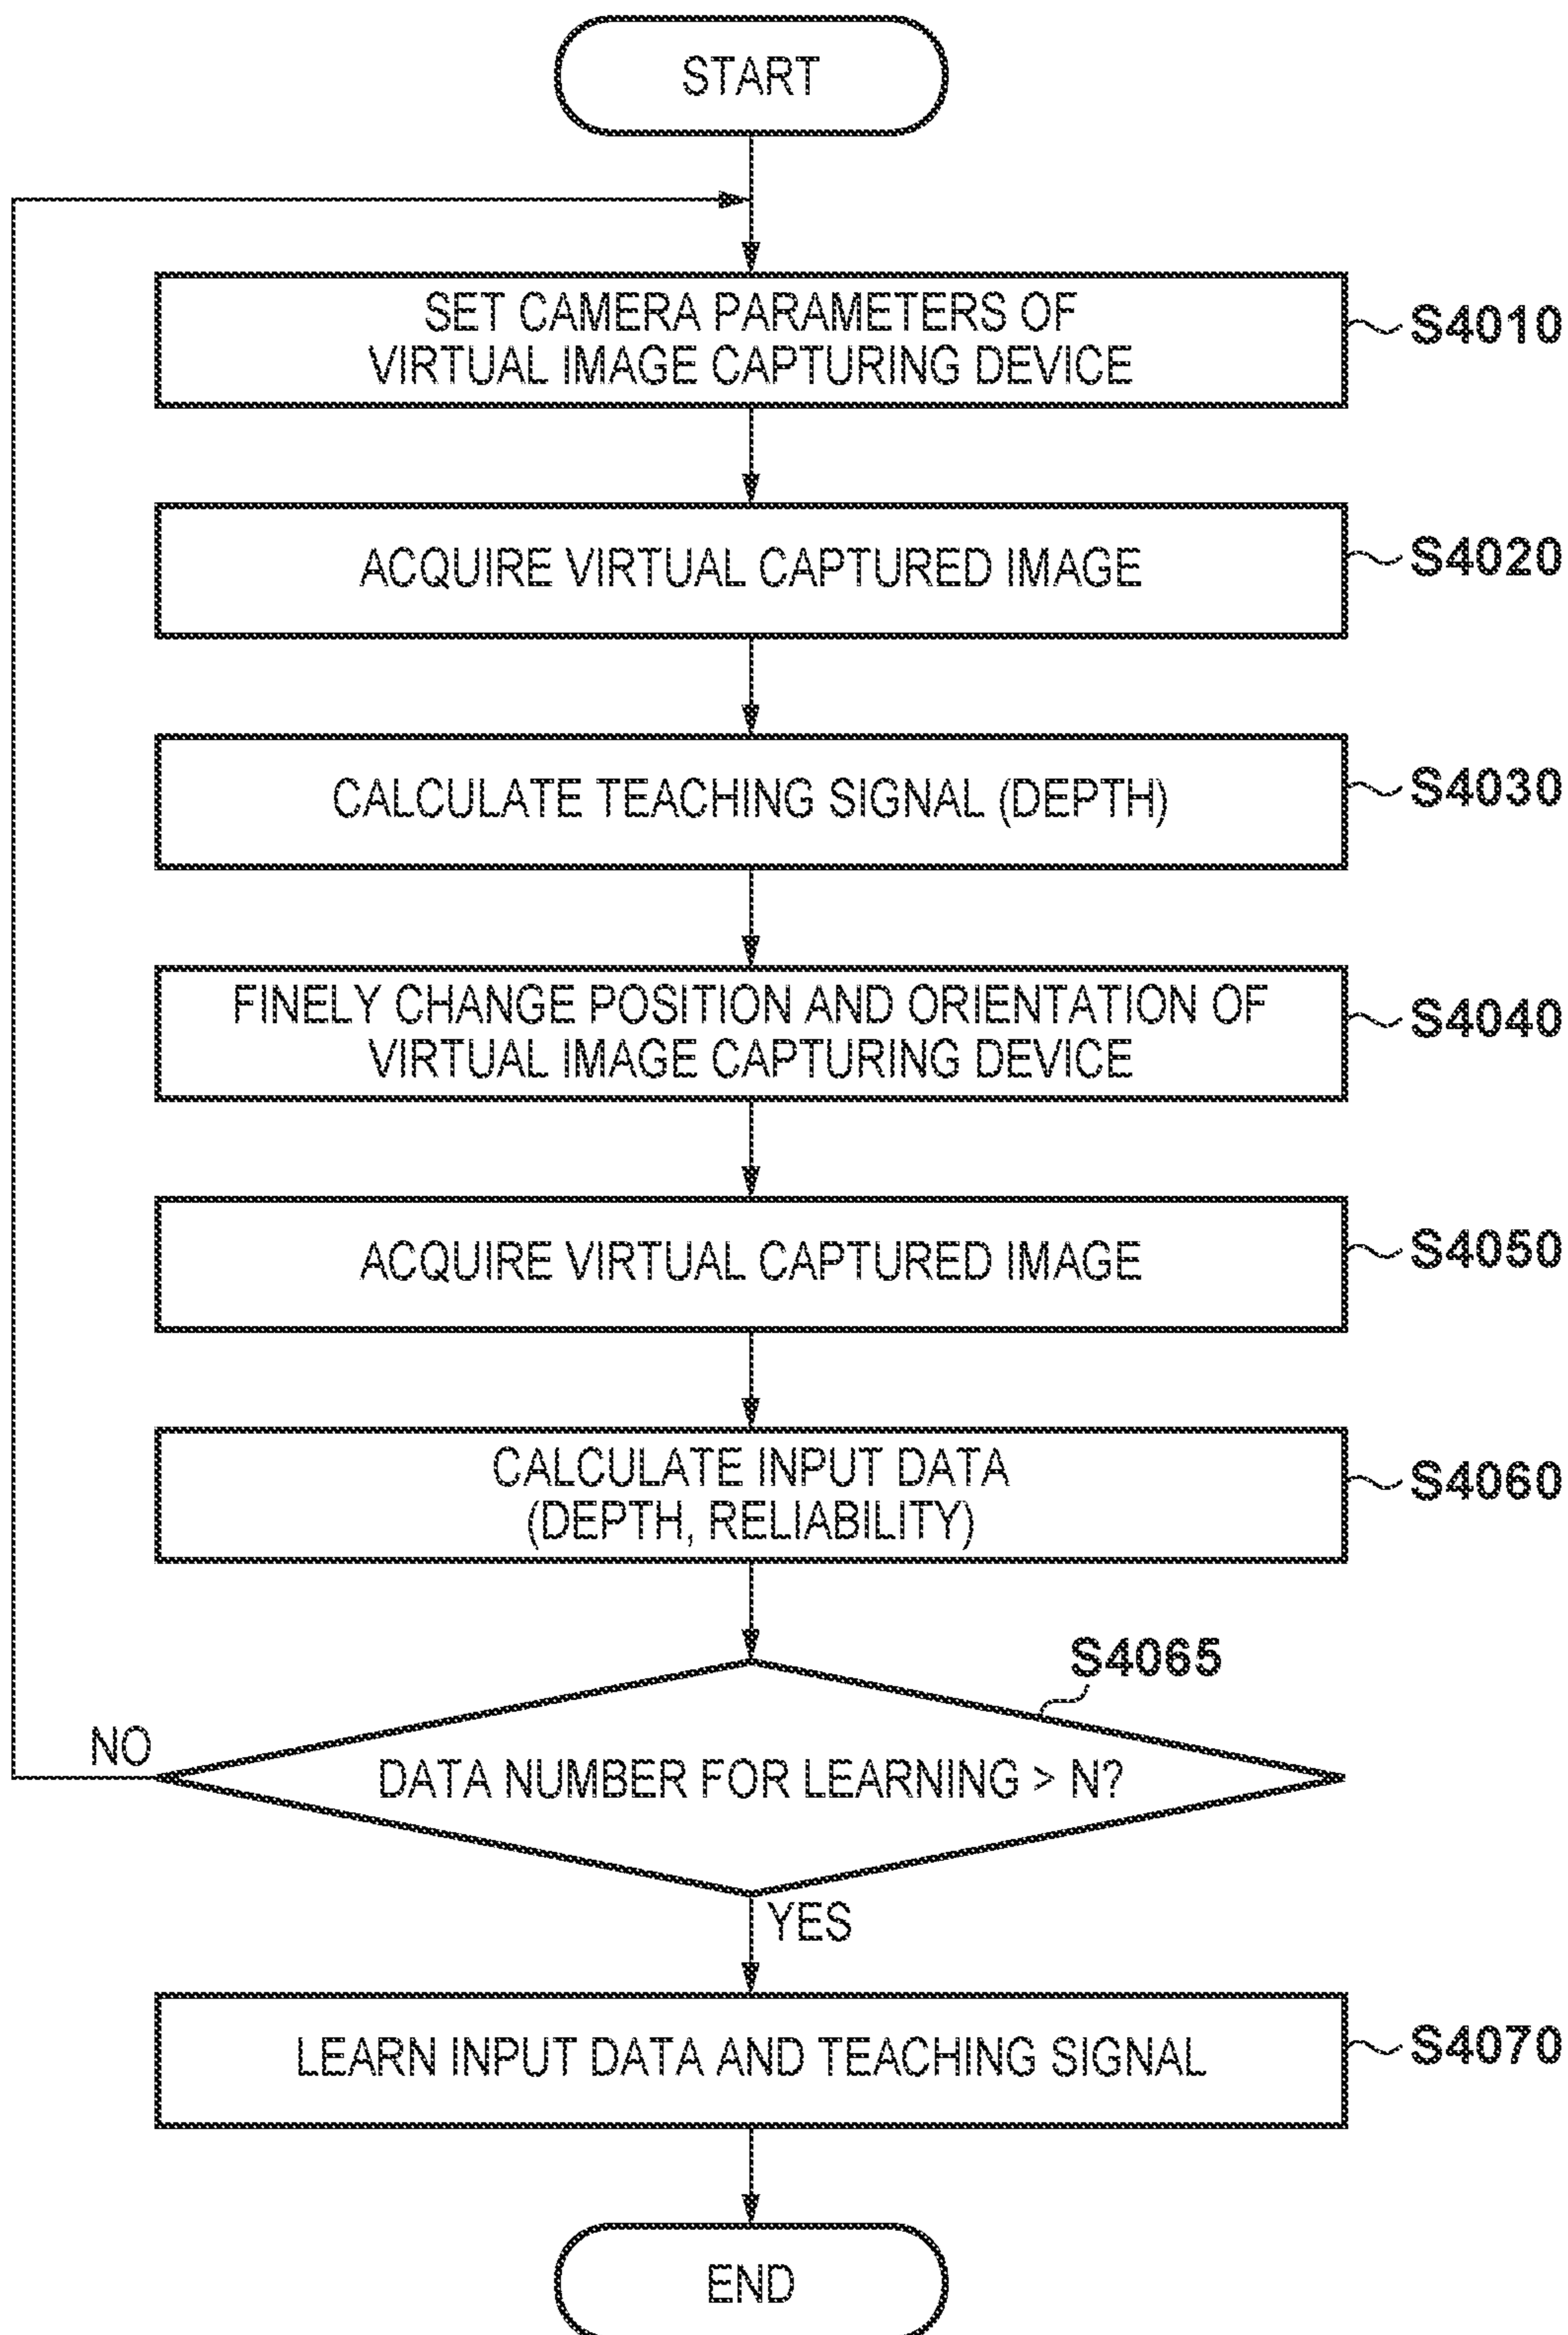 START
SET CAMERA PARAMETERS OF
VIRTUAL IMAGE CAPTURING DEVICE
S4010
ACQUIRE VIRTUAL CAPTURED IMAGE
S4020
CALCULATE TEACHING SIGNAL (DEPTH)
S4030
FINELY CHANGE POSITION AND ORIENTATION OF
VIRTUAL IMAGE CAPTURING DEVICE
S4040
ACQUIRE VIRTUAL CAPTURED IMAGE
S4050
CALCULATE INPUT DATA
(DEPTH, RELIABILITY)
S4060
S4065
NO
DATA NUMBER FOR LEARNING > N?
YES
LEARN INPUT DATA AND TEACHING SIGNAL
S4070
END